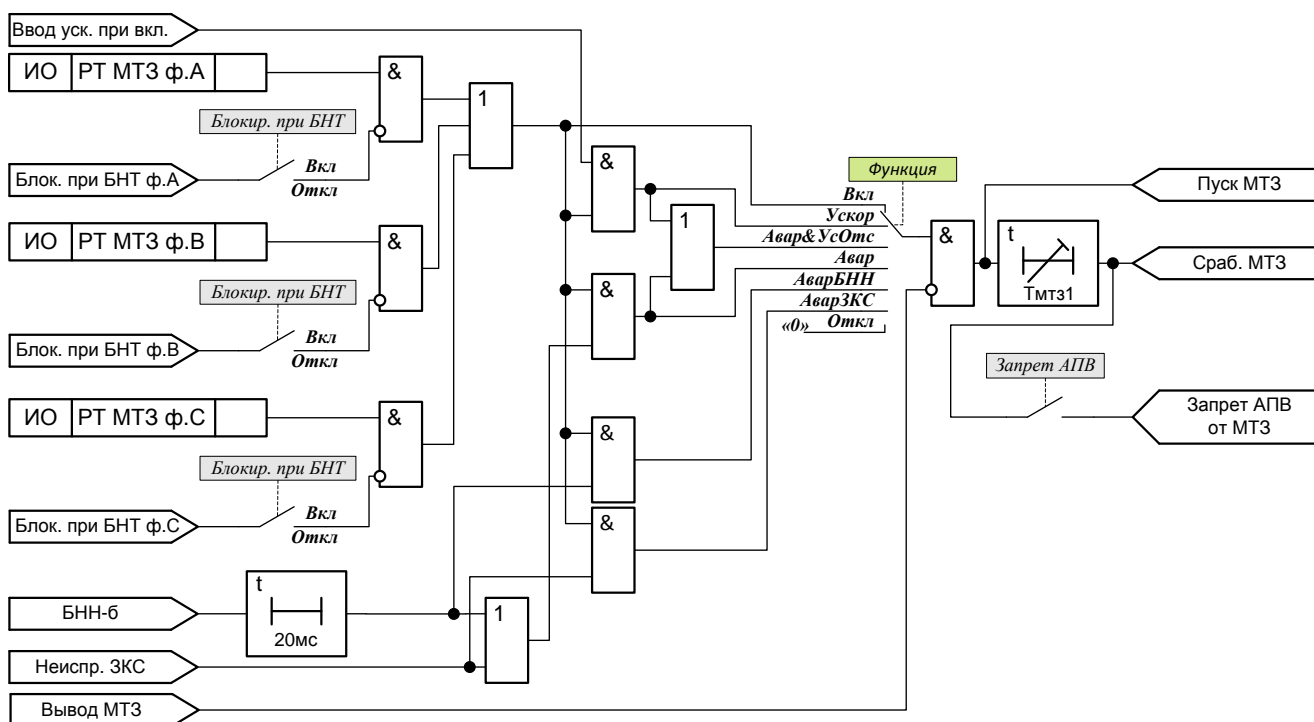 Ввод уск. при вкл.
ИО РТ МТЗ ф.А
&
1
Блокир. при БНТ
Вкл
Откл
Блок. при БНТ ф.А
&
Функция
Пуск МТЗ
Вкл
Ускор
Авар&УсОтс
Авар
АварБНН
АварЗКС
«0» Откл
1
&
t
Тмтз1
Сраб. МТЗ
ИО РТ МТЗ ф.В
&
Блокир. при БНТ
Вкл
Откл
Блок. при БНТ ф.В
&
Запрет АПВ
Запрет АПВ
от МТЗ
ИО РТ МТЗ ф.С
&
Блокир. при БНТ
Вкл
Откл
Блок. при БНТ ф.С
&
&
БНН-б
t
20мс
1
Неиспр. ЗКС
Вывод МТЗ